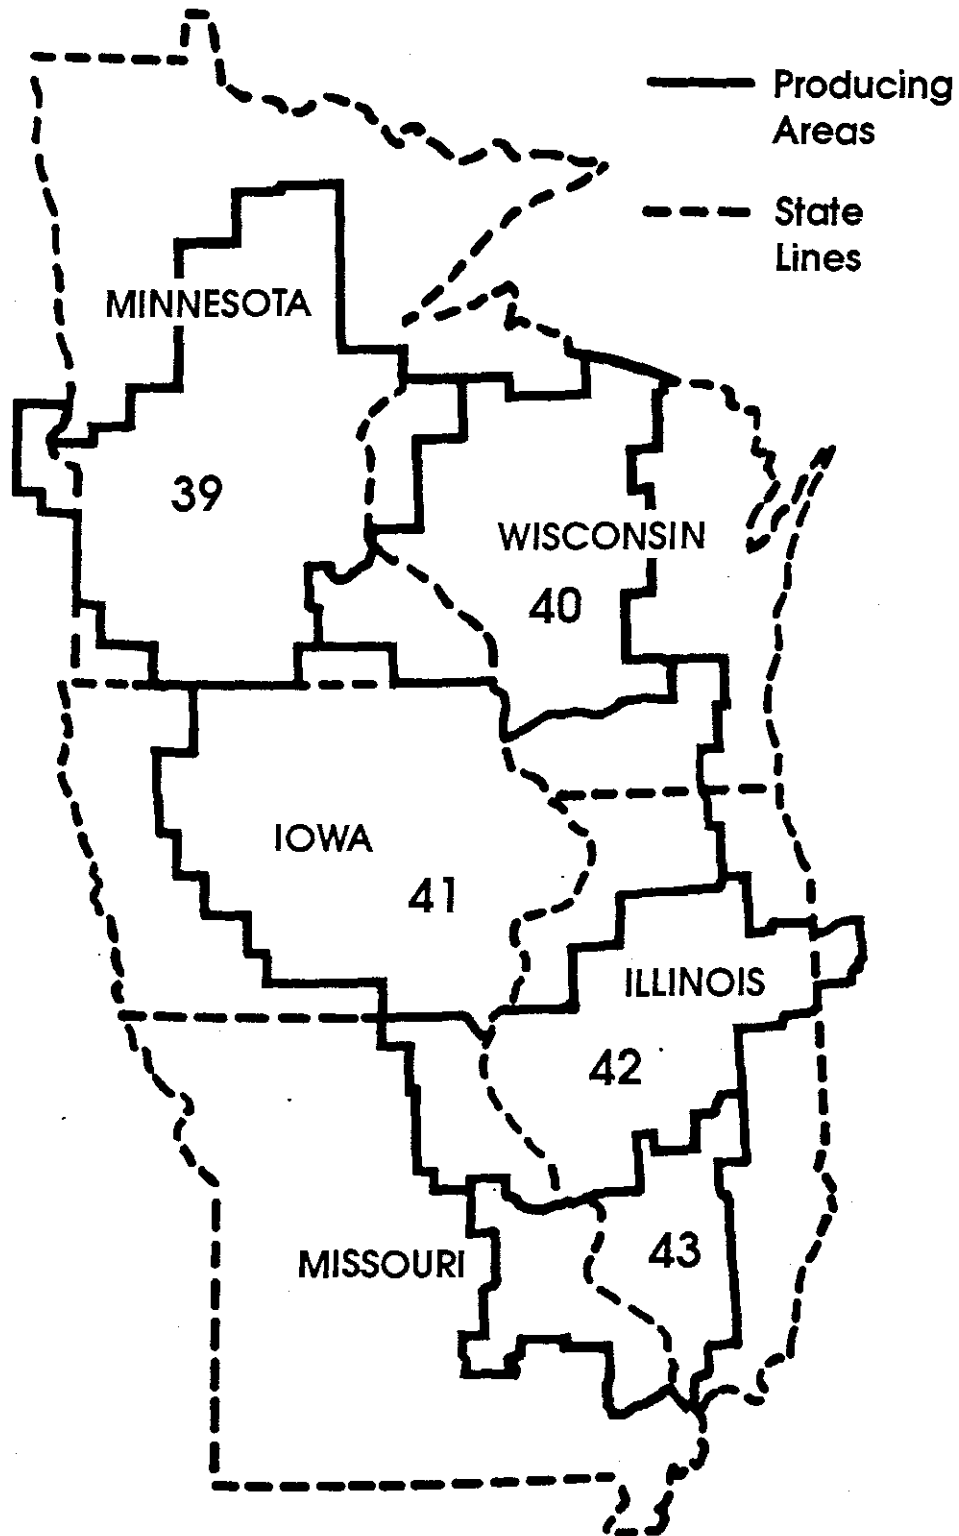 Producing
Areas
State
Lines
MINNESOTA
39
WISCONSIN
40
IOWA
41
ILLINOIS
42
43
MISSOURI